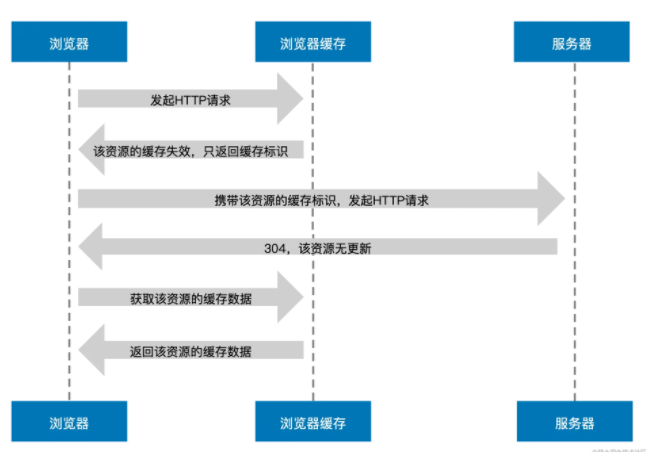 浏览器 浏览器缓存 服务器
发起HTTP请求
该资源的缓存失效，只返回缓存标识
携带该资源的缓存标识，发起HTTP请求
304，该资源无更新
获取该资源的缓存数据
返回该资源的缓存数据
浏览器 浏览器缓存 服务器